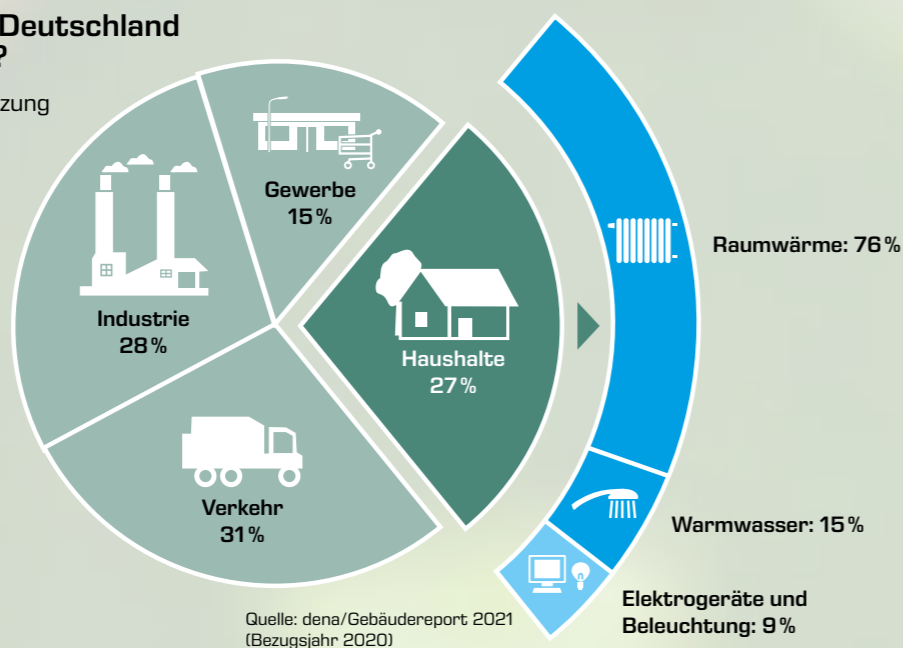 Deutschland
?
zung
Gewerbe
15 %
Industrie
28 %
Haushalte
27 %
Verkehr
31 %
Raumwärme: 76 %
Warmwasser: 15 %
Elektrogeräte und
Beleuchtung: 9 %
Quelle: dena/Gebäudereport 2021
(Bezugsjahr 2020)